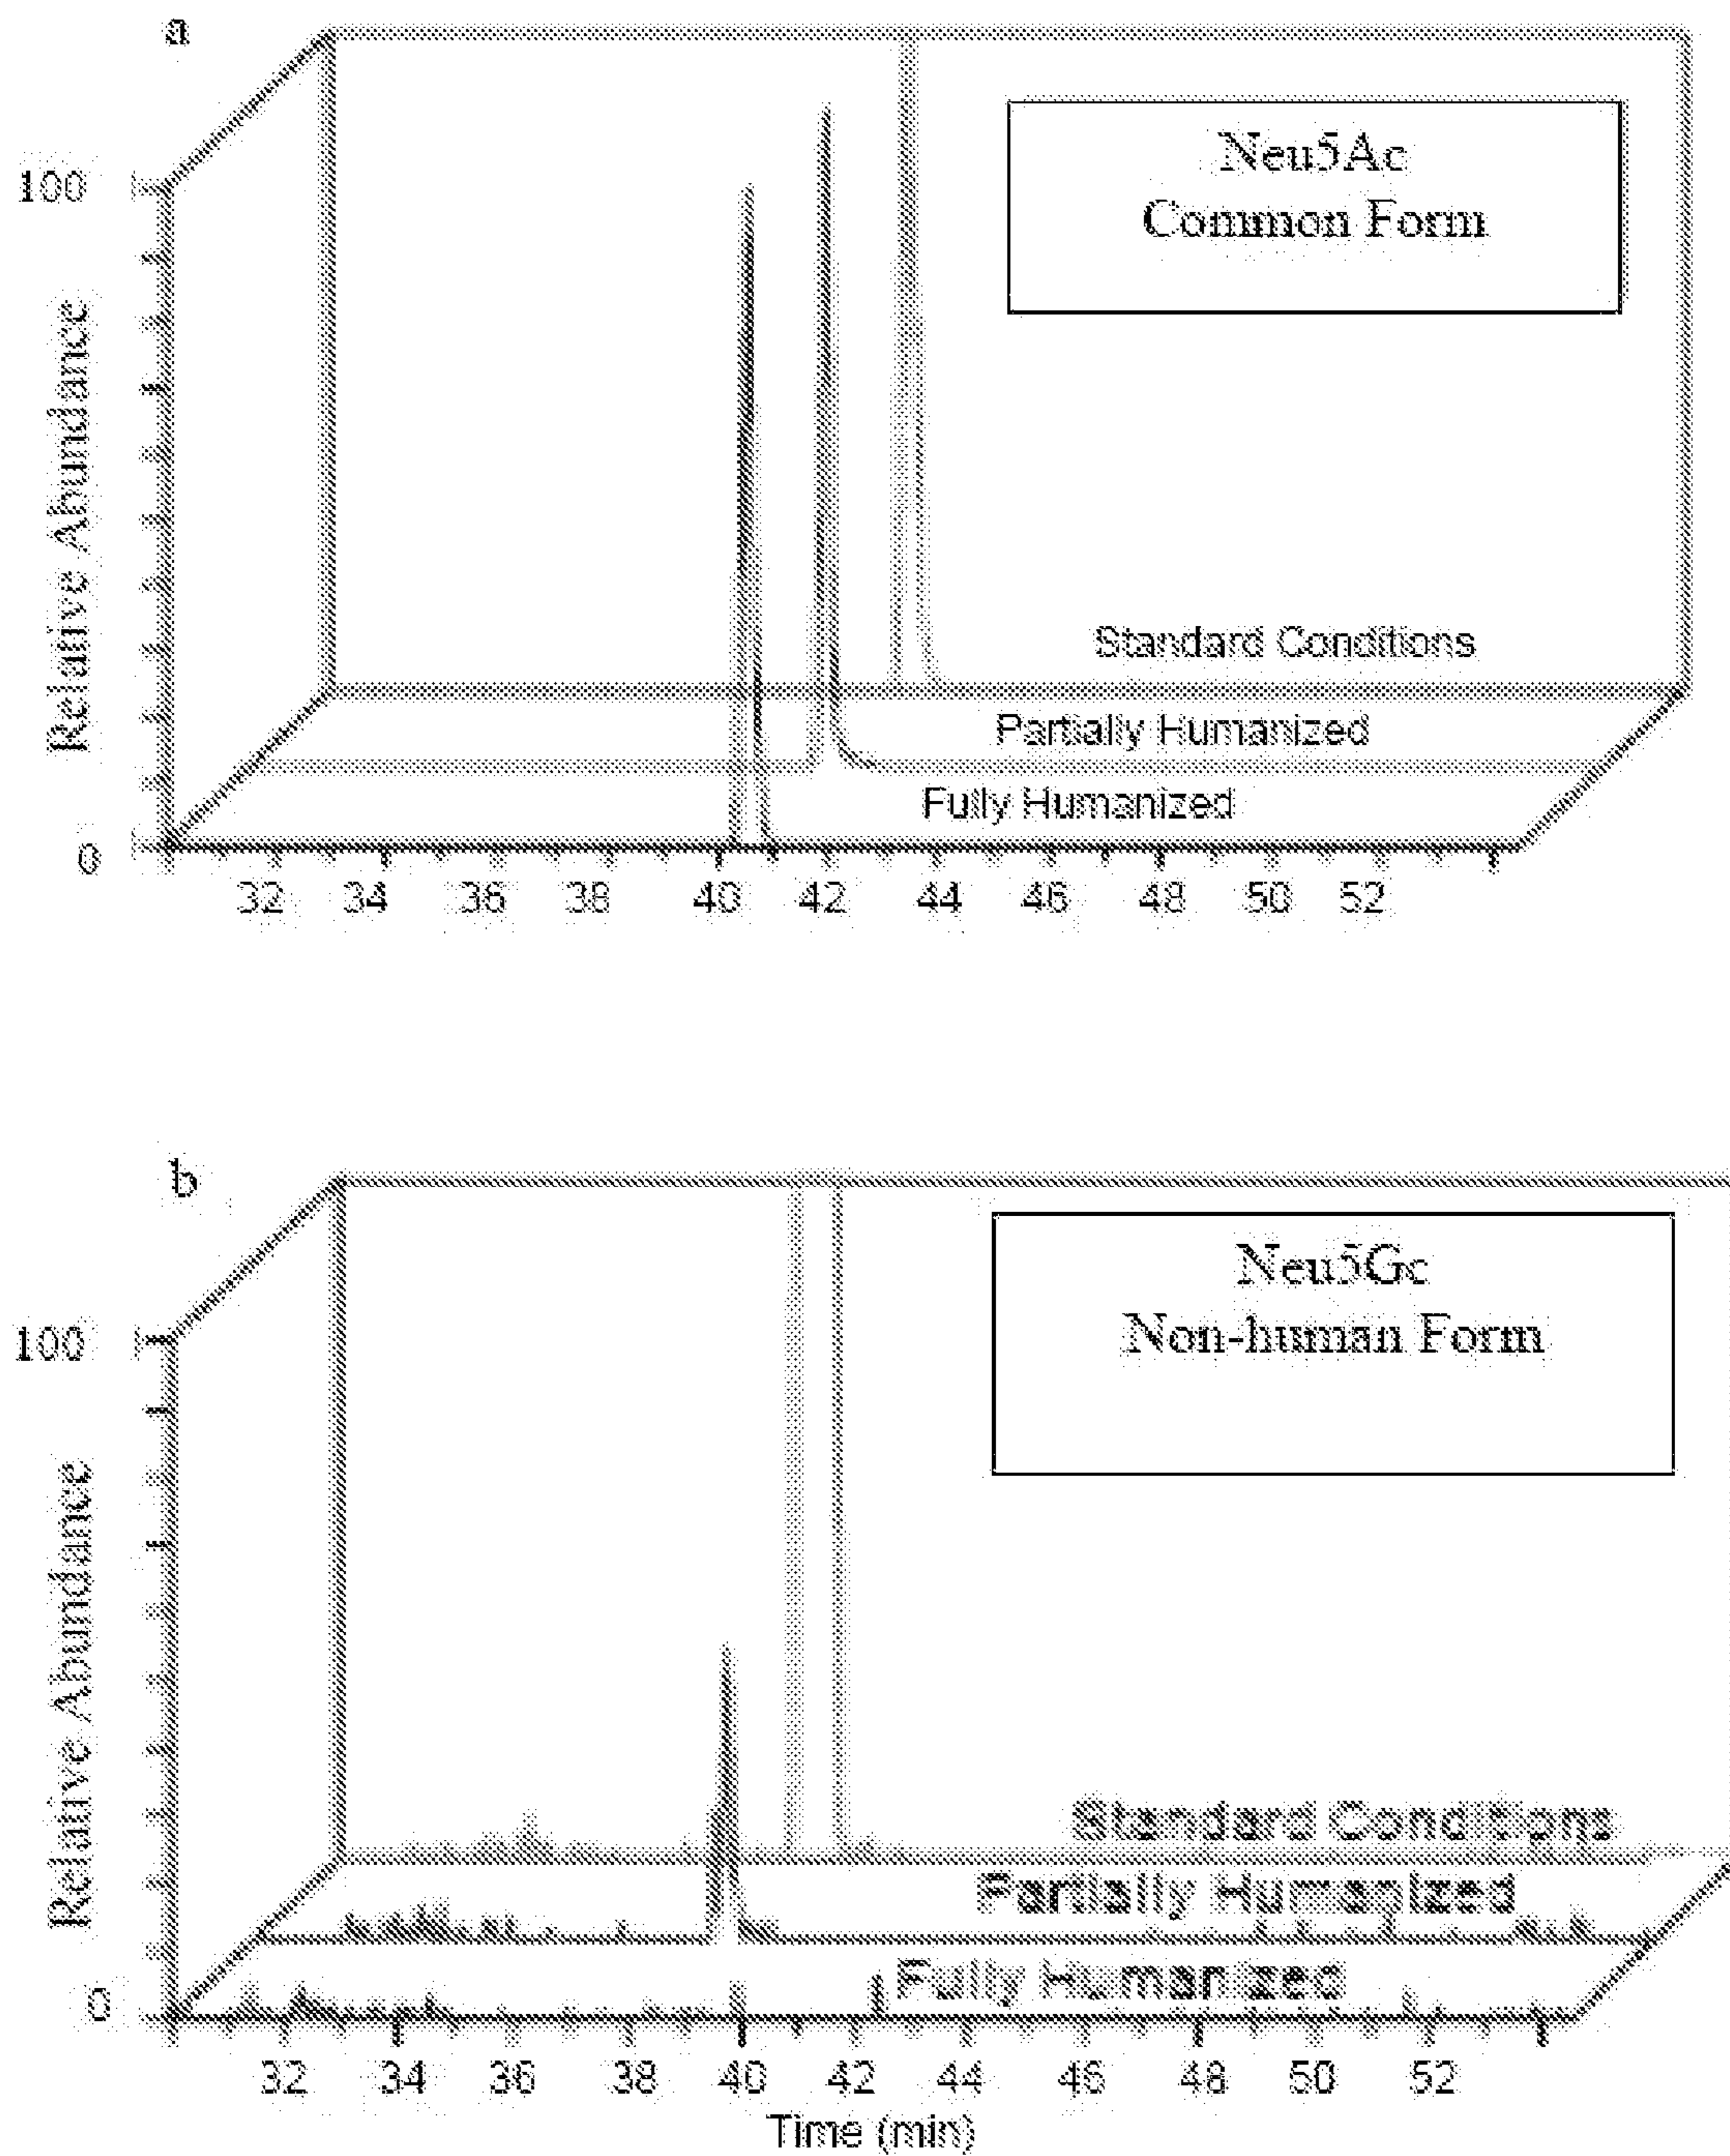 a
Neu5Ac
Common Form
100
Relative Abundance
Standard Conditions
Partially Humanized
Fully Humanized
0
32 34 36 38 40 42 44 46 48 50 52
b
Neu5Gc
Non-human Form
100
Relative Abundance
Standard Conditions
Partially Humanized
Fully Humanized
0
32 34 36 38 40 42 44 46 48 50 52
Time (min)